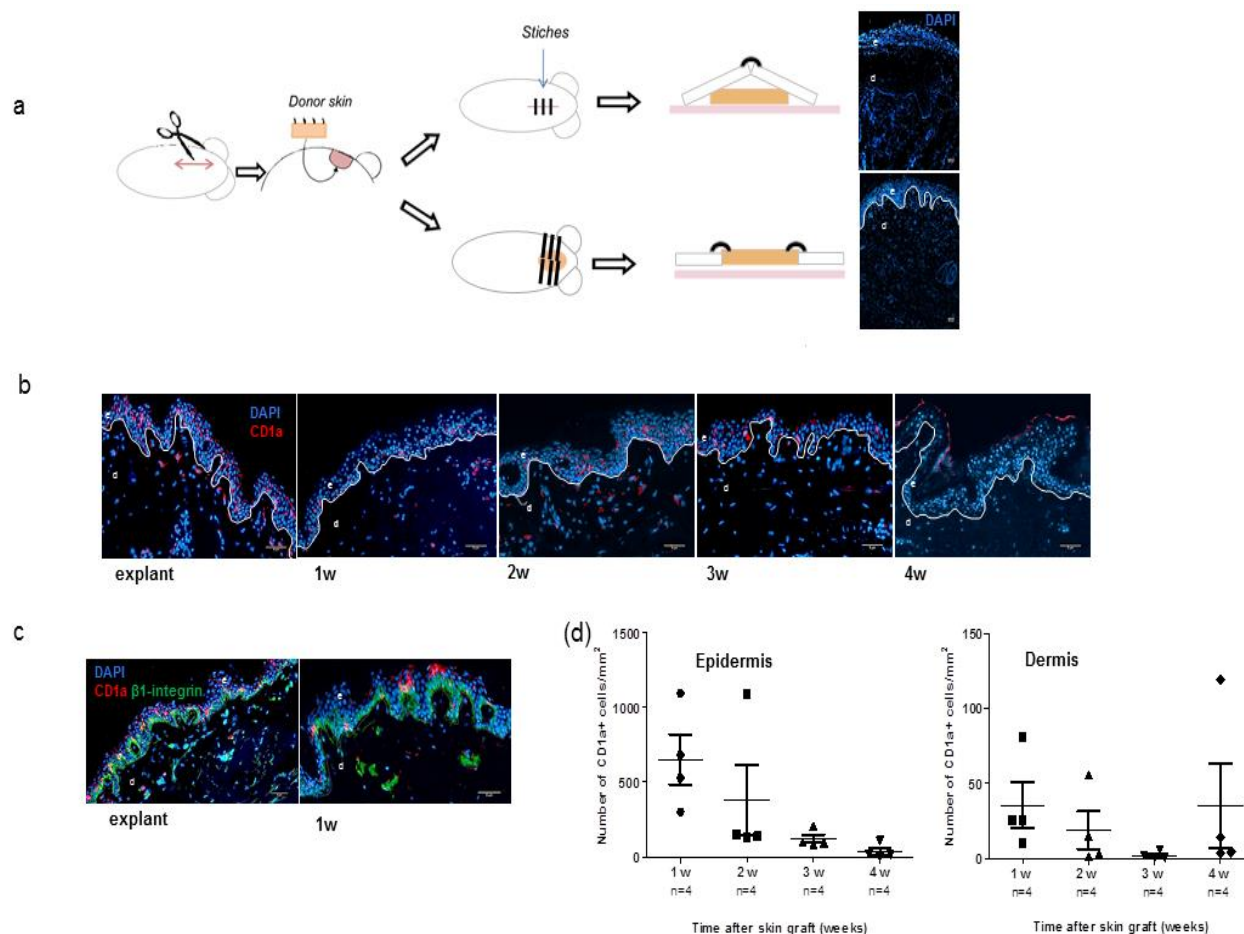 a
Donor skin
Stiches
DAPI
e
d
e
d
b
DAPI
CD1a
e
d
e
d
e
d
e
d
e
d
explant
1w
2w
3w
4w
c
DAPI
CD1a β1-integrin
e
d
e
d
explant
1w
(d)
Number of CD1a+ cells/mm²
1500
1000
500
0
Epidermis
1 w
2 w
3 w
4 w
n=4
n=4
n=4
n=4
Time after skin graft (weeks)
Number of CD1a+ cells/mm²
150
100
50
0
Dermis
1 w
2 w
3 w
4 w
n=4
n=4
n=4
n=4
Time after skin graft (weeks)